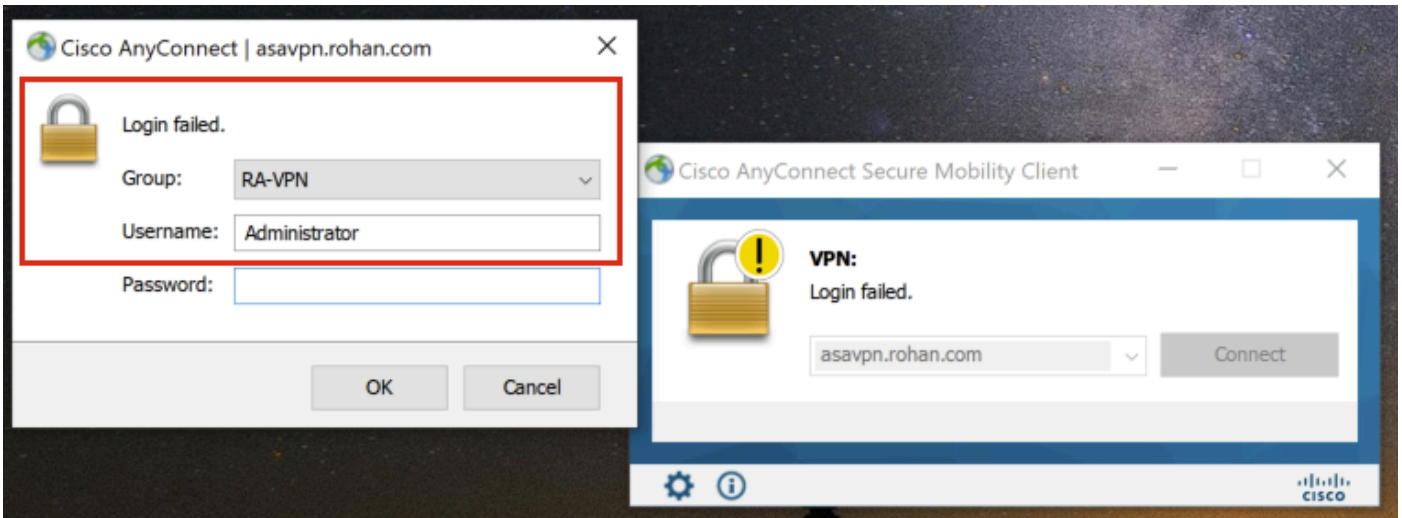 Cisco AnyConnect | asavpn.rohan.com
Login failed.
Group: RA-VPN
Username: Administrator
Password:
OK Cancel
Cisco AnyConnect Secure Mobility Client
VPN:
Login failed.
asavpn.rohan.com Connect
CISCO